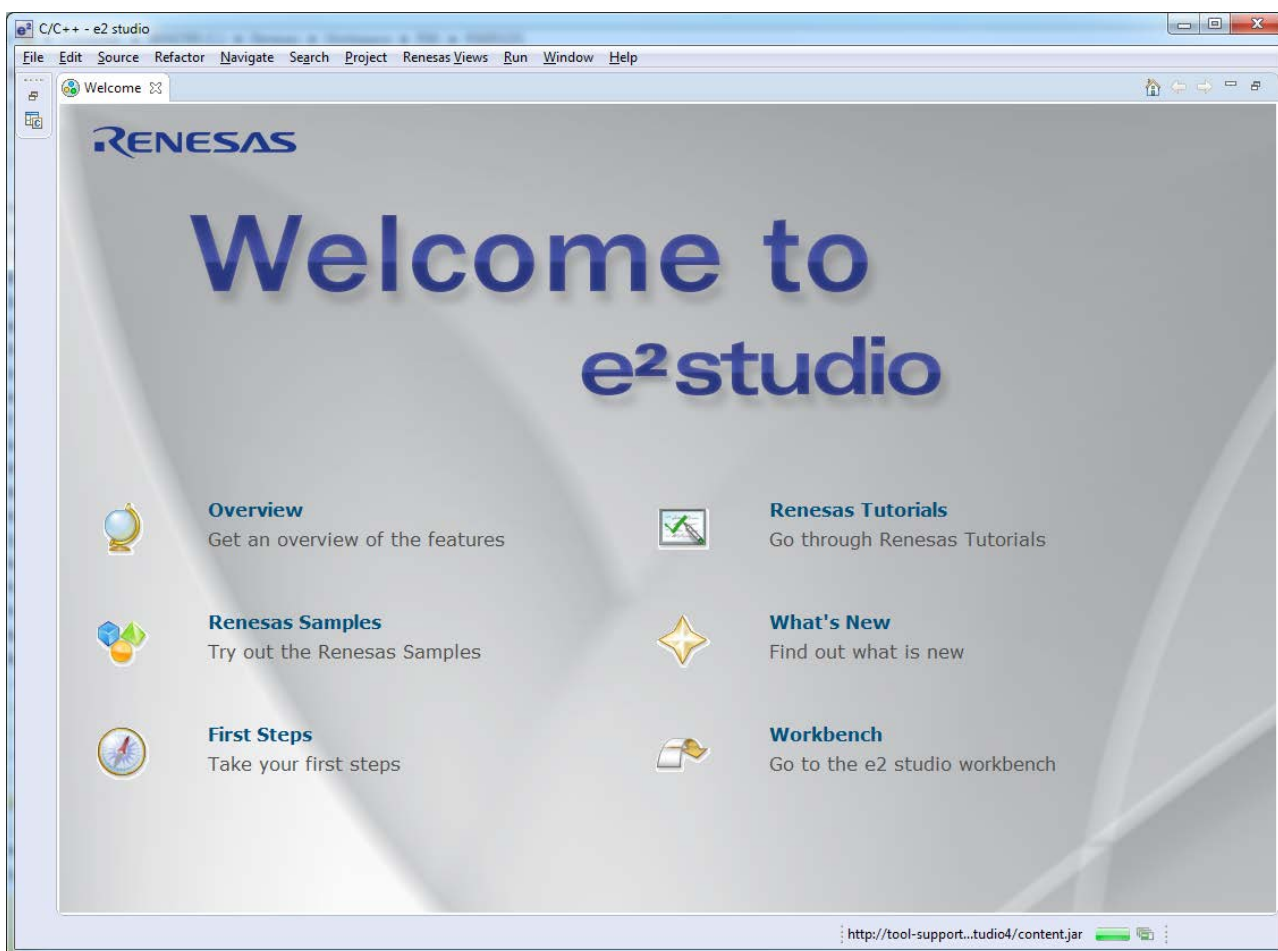 C/C++ - e2 studio
File Edit Source Refactor Navigate Search Project Renesas Views Run Window Help
Welcome
RENESAS
Welcome to
e² studio
Overview
Get an overview of the features
Renesas Tutorials
Go through Renesas Tutorials
Renesas Samples
Try out the Renesas Samples
What's New
Find out what is new
First Steps
Take your first steps
Workbench
Go to the e2 studio workbench
http://tool-support...tudio4/content.jar